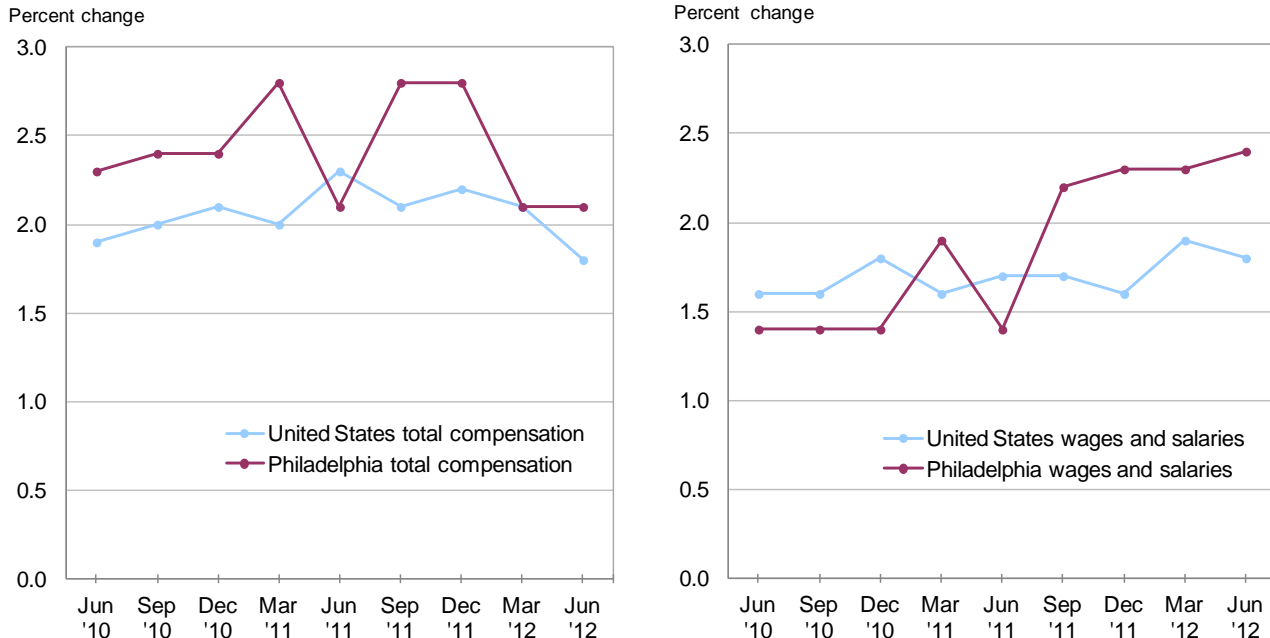 Percent change
3.0
2.5
2.0
1.5
1.0
0.5
0.0
United States total compensation
Philadelphia total compensation
Jun Sep Dec Mar Jun Sep Dec Mar Jun
'10 '10 '10 '11 '11 '11 '11 '12 '12
Percent change
3.0
2.5
2.0
1.5
1.0
0.5
0.0
United States wages and salaries
Philadelphia wages and salaries
Jun Sep Dec Mar Jun Sep Dec Mar Jun
'10 '10 '10 '11 '11 '11 '11 '12 '12